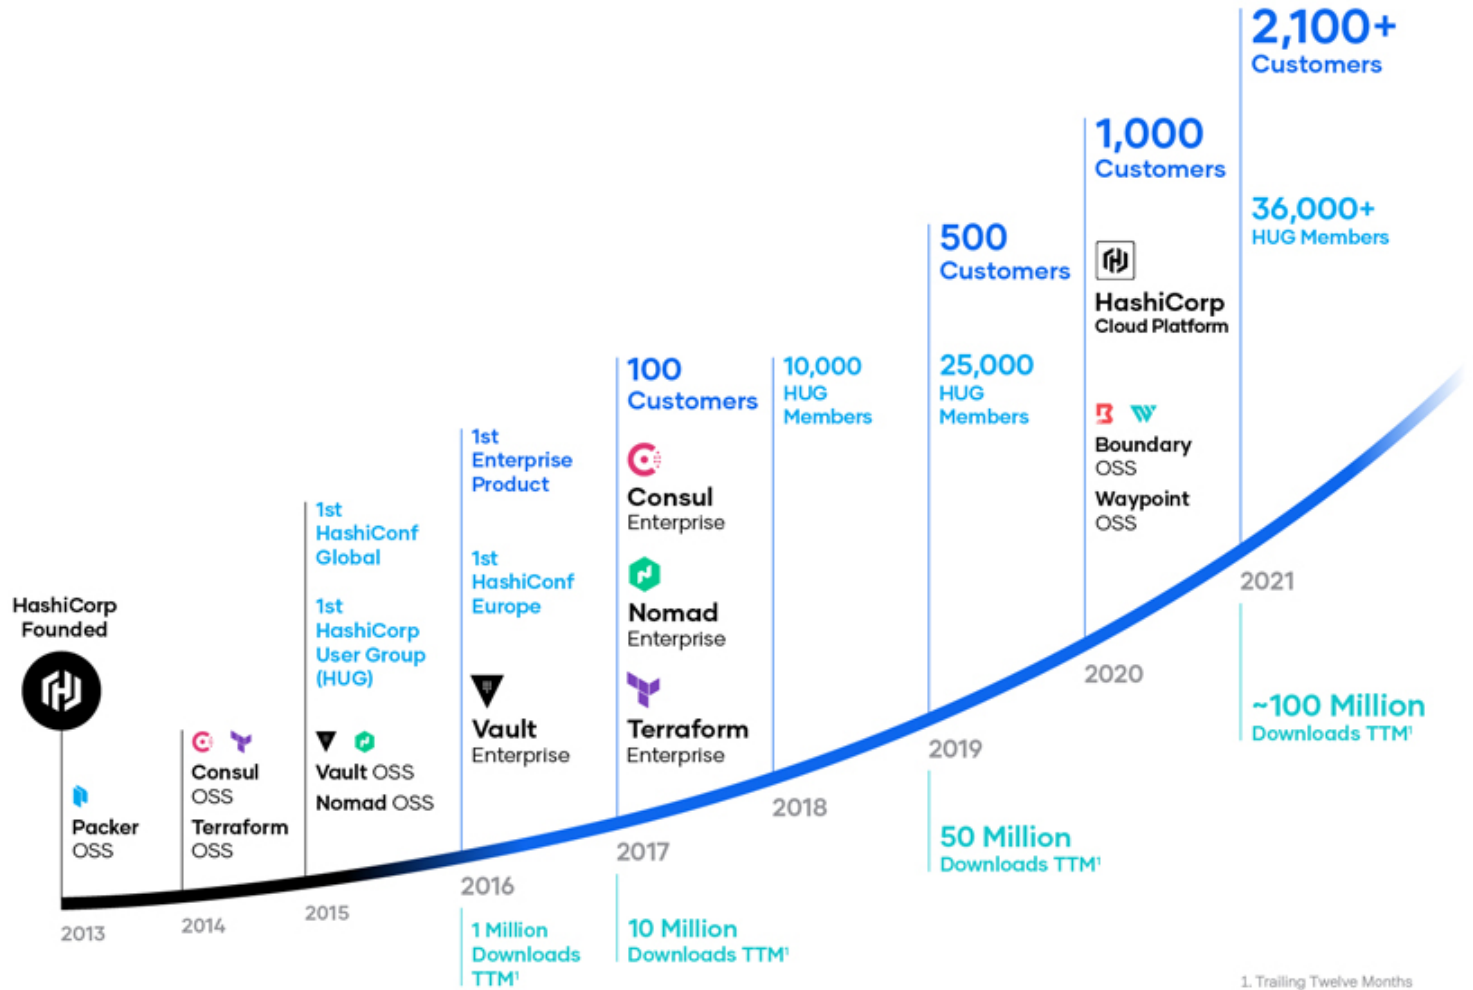 HashiCorp
Founded
Packer
OSS
2013
Consul
OSS
Terraform
OSS
2014
1st
HashiConf
Global
1st
HashiCorp
User Group
(HUG)
Vault OSS
Nomad OSS
2015
1st
Enterprise
Product
1st
HashiConf
Europe
Vault
Enterprise
2016
1 Million
Downloads
TTM¹
100
Customers
Consul
Enterprise
Nomad
Enterprise
Terraform
Enterprise
2017
10 Million
Downloads TTM¹
10,000
HUG
Members
2018
500
Customers
25,000
HUG
Members
2019
50 Million
Downloads TTM¹
1,000
Customers
HashiCorp
Cloud Platform
Boundary
OSS
Waypoint
OSS
2020
2,100+
Customers
36,000+
HUG Members
2021
~100 Million
Downloads TTM¹
1. Trailing Twelve Months